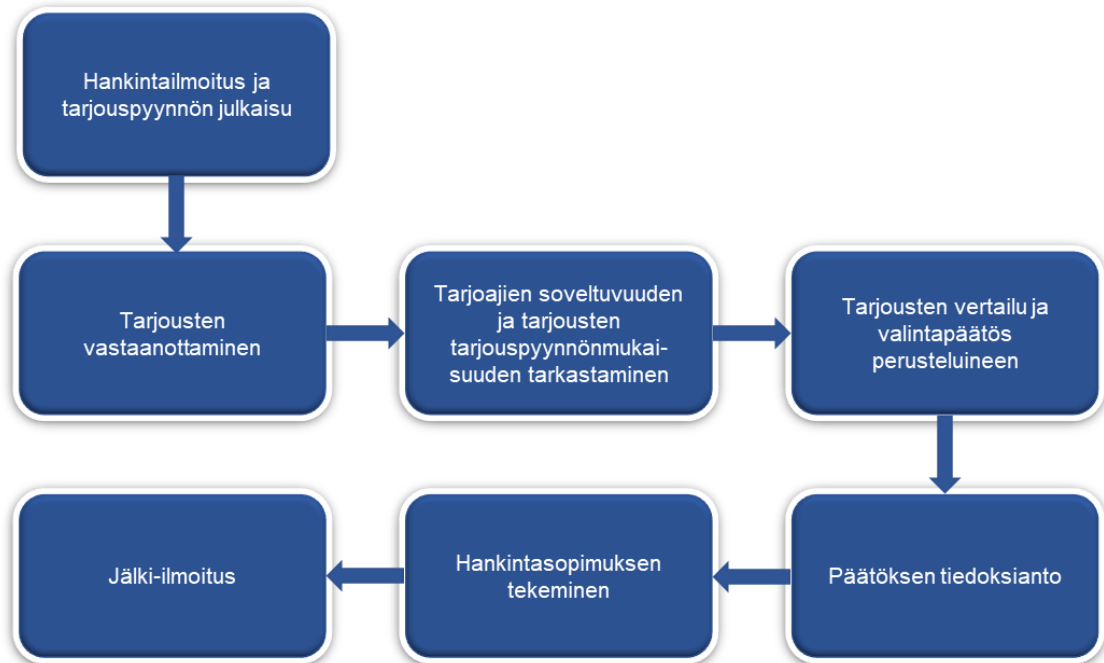 Hankintailmoitus ja
tarjouspyynnön julkaisu
Tarjousten
vastaanottaminen
Tarjoajien soveltuvuuden
ja tarjousten
tarjouspyynnönmukai-
suuden tarkastaminen
Tarjousten vertailu ja
valintapäätös
perusteluineen
Päätöksen tiedoksianto
Hankintasopimuksen
tekeminen
Jälki-ilmoitus